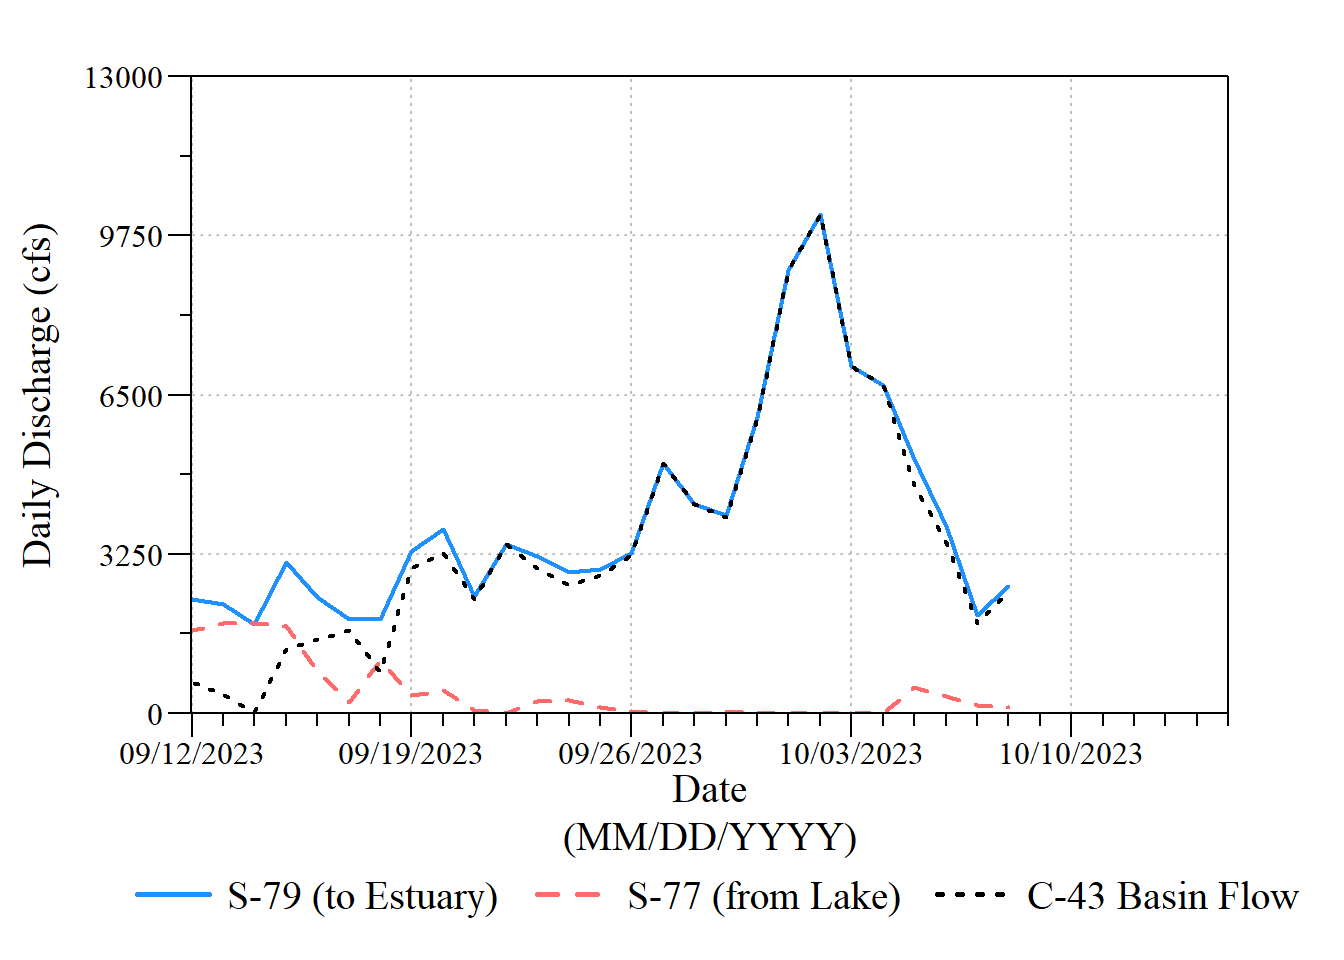 13000
9750
6500
3250
0
Daily Discharge (cfs)
09/12/2023 09/19/2023 09/26/2023 10/03/2023 10/10/2023
Date
(MM/DD/YYYY)
S-79 (to Estuary) S-77 (from Lake) C-43 Basin Flow